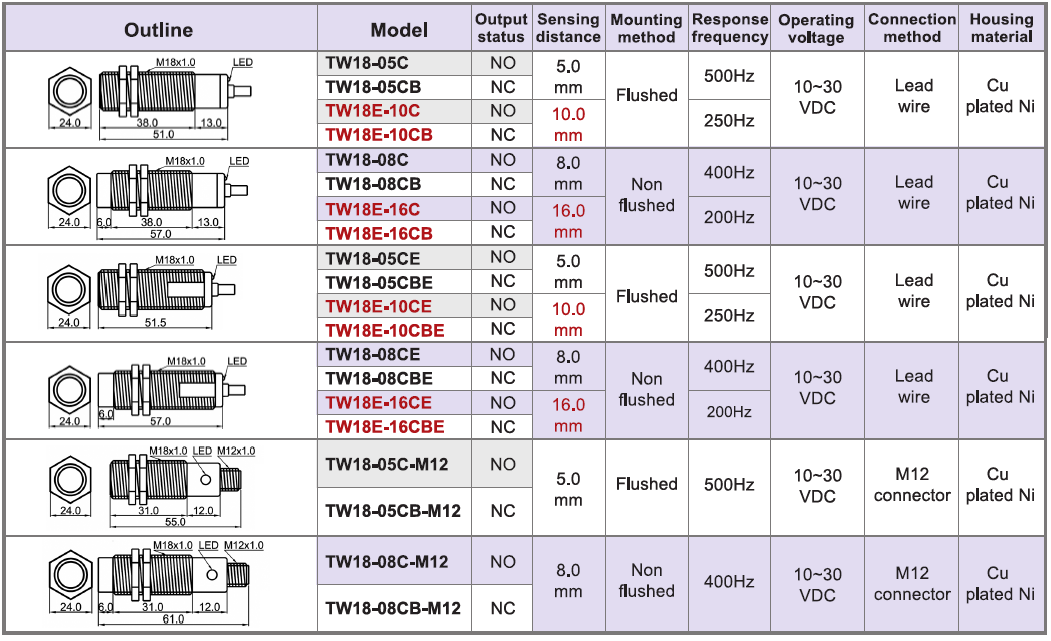 Outline Model Output status Sensing distance Mounting method Response frequency Operating voltage Connection method Housing material
M18x1.0 LED
24.0 38.0 13.0
51.0
TW18-05C NO 5.0 mm Flushed 500Hz 10~30 VDC Lead wire Cu plated Ni
TW18-05CB NC
TW18E-10C NO 10.0 mm 250Hz
TW18E-10CB NC
M18x1.0 LED
24.0 6.0 38.0 13.0
57.0
TW18-08C NO 8.0 mm Non flushed 400Hz 10~30 VDC Lead wire Cu plated Ni
TW18-08CB NC
TW18E-16C NO 16.0 mm 200Hz
TW18E-16CB NC
M18x1.0 LED
24.0 51.5
TW18-05CE NO 5.0 mm Flushed 500Hz 10~30 VDC Lead wire Cu plated Ni
TW18-05CBE NC
TW18E-10CE NO 10.0 mm 250Hz
TW18E-10CBE NC
M18x1.0 LED
6.0
24.0 57.0
TW18-08CE NO 8.0 mm Non flushed 400Hz 10~30 VDC Lead wire Cu plated Ni
TW18-08CBE NC
TW18E-16CE NO 16.0 mm 200Hz
TW18E-16CBE NC
M18x1.0 LED M12x1.0
24.0 31.0 12.0
55.0
TW18-05C-M12 NO 5.0 mm Flushed 500Hz 10~30 VDC M12 connector Cu plated Ni
TW18-05CB-M12 NC
M18x1.0 LED M12x1.0
24.0 6.0 31.0 12.0
61.0
TW18-08C-M12 NO 8.0 mm Non flushed 400Hz 10~30 VDC M12 connector Cu plated Ni
TW18-08CB-M12 NC